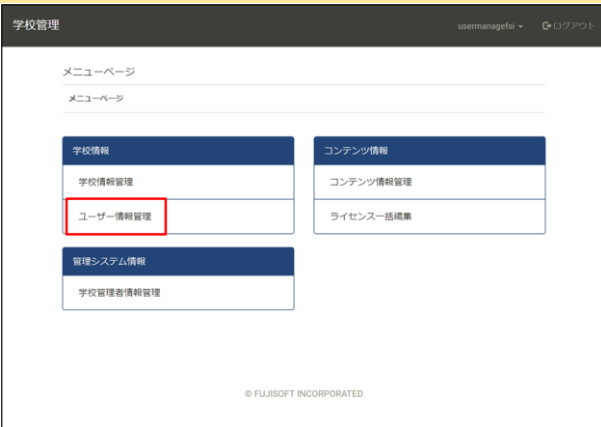 学校管理
usermanagefsi
ログアウト
メニューページ
メニューページ
学校情報
学校情報管理
ユーザー情報管理
コンテンツ情報
コンテンツ情報管理
ライセンス一括編集
管理システム情報
学校管理者情報管理
© FUJISOFT INCORPORATED